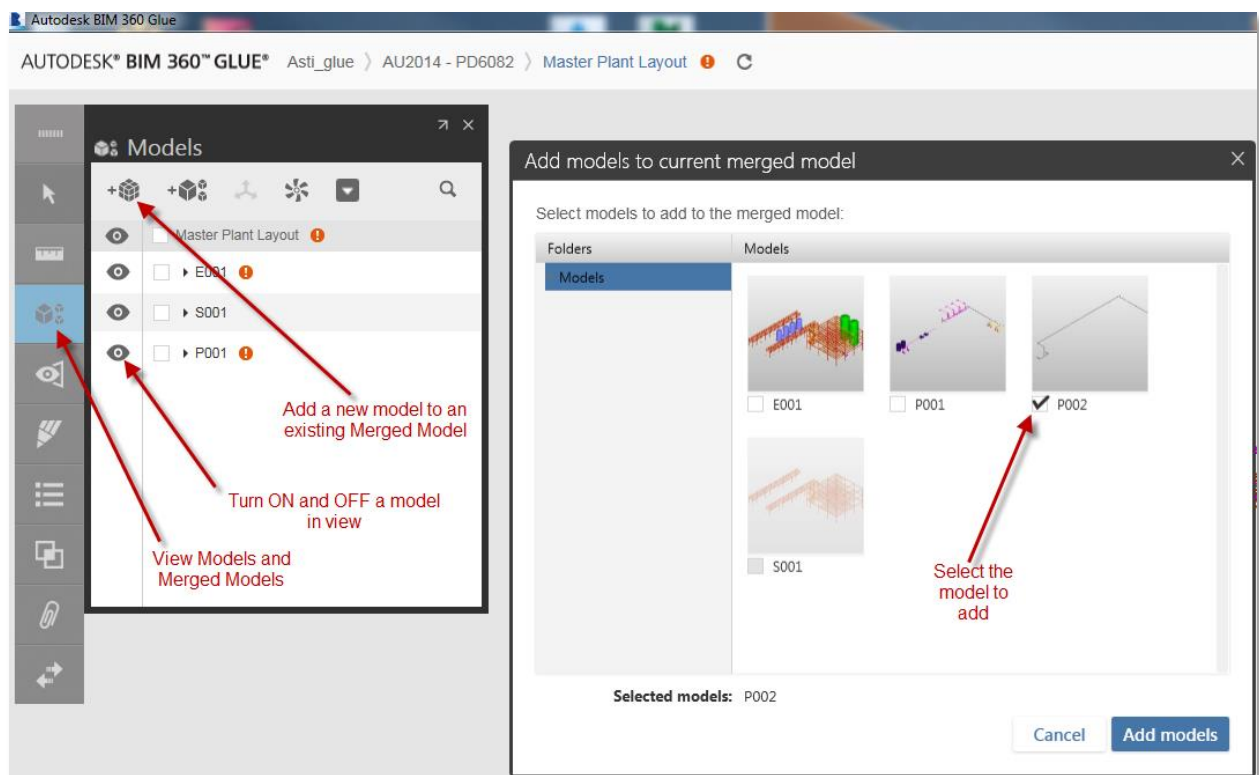 Autodesk BIM 360 Glue
AUTODESK® BIM 360™ GLUE® Asti_glue 〉 AU2014 - PD6082 〉 Master Plant Layout
Models
Master Plant Layout
E001
S001
P001
Add a new model to an
existing Merged Model
Turn ON and OFF a model
in view
View Models and
Merged Models
Add models to current merged model
Select models to add to the merged model:
Folders Models
Models
E001 P001 P002
S001
Select the
model to
add
Selected models: P002
Cancel Add models